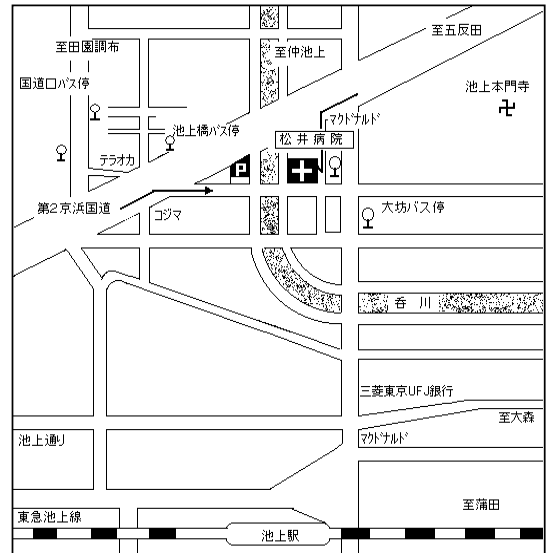 至五反田
至田園調布
至仲池上
国道口バス停
池上本門寺
卍
マクドナルド
池上橋バス停
松井病院
テラオカ
P
第2京浜国道
コジマ
大坊バス停
呑川
三菱東京UFJ銀行
至大森
池上通り
マクドナルド
至蒲田
東急池上線
池上駅